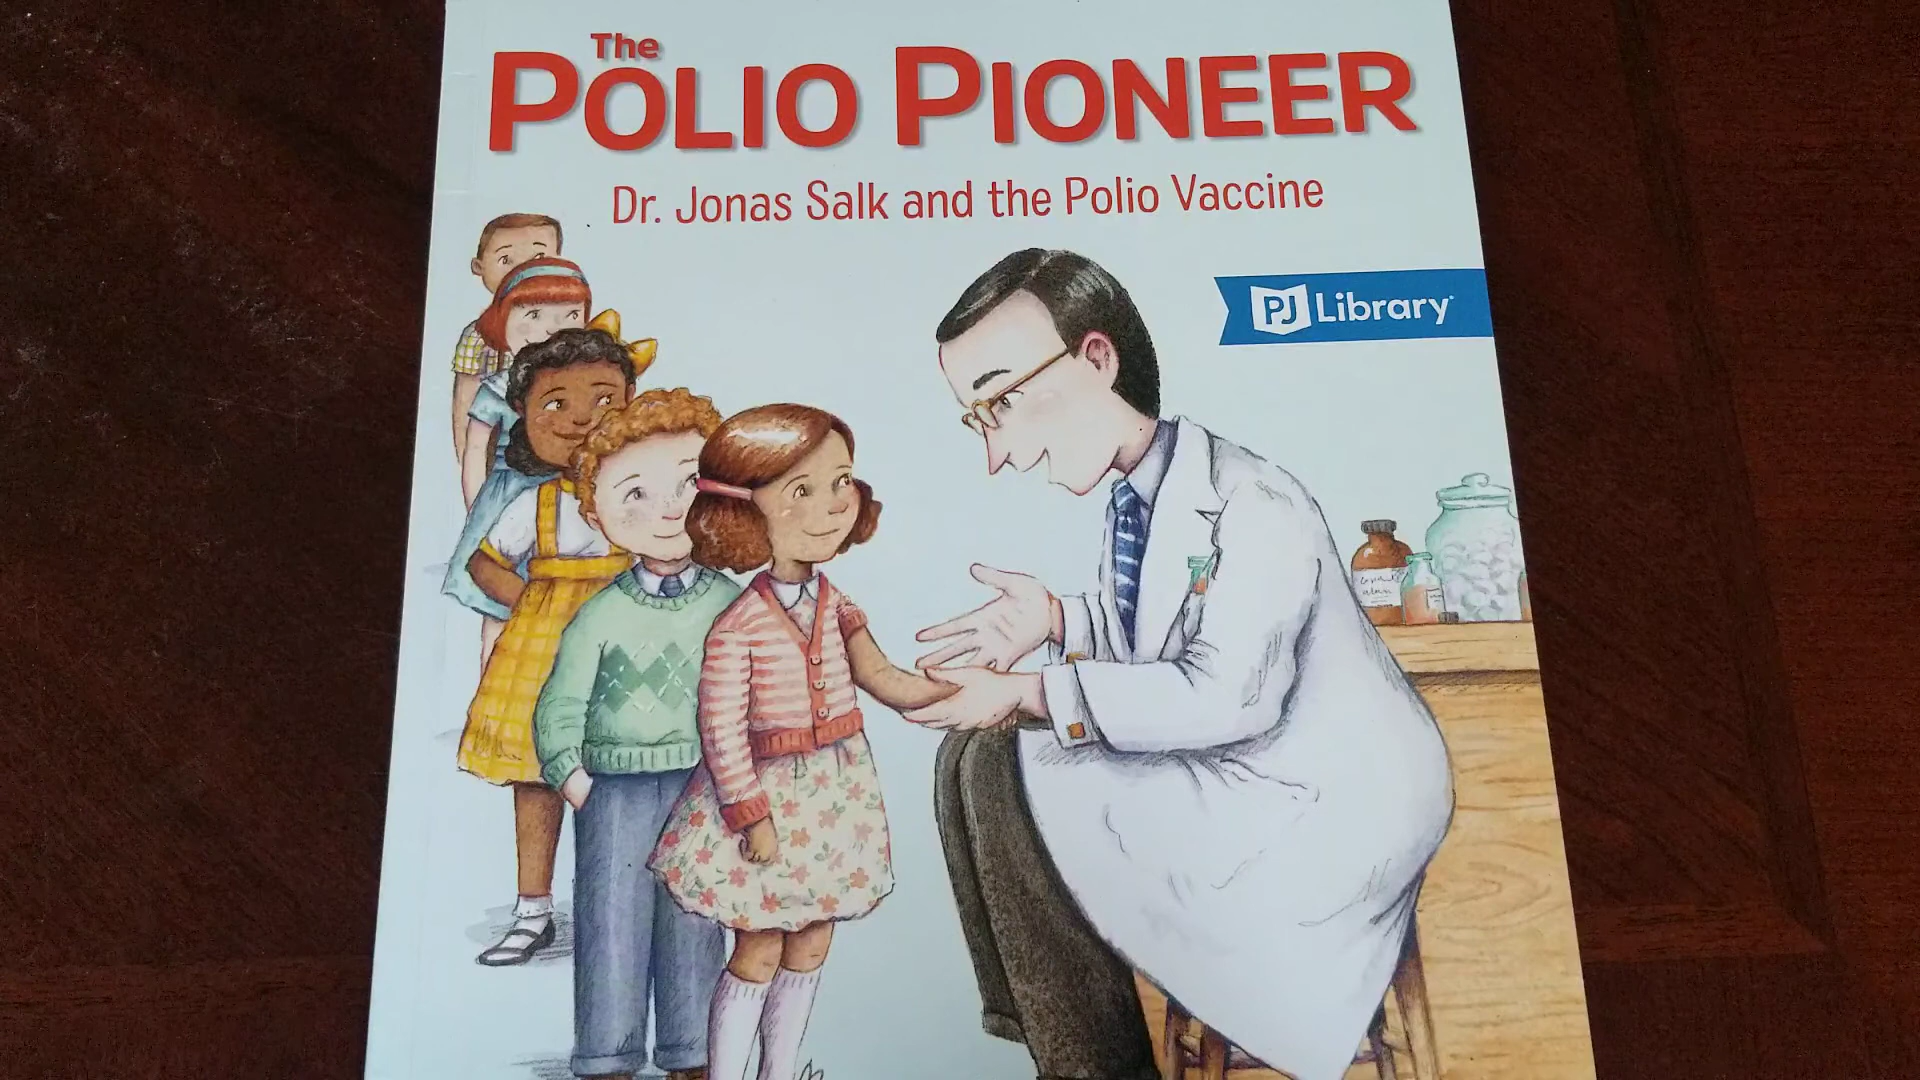 The
POLIO PIONEER
Dr. Jonas Salk and the Polio Vaccine
PJ Library